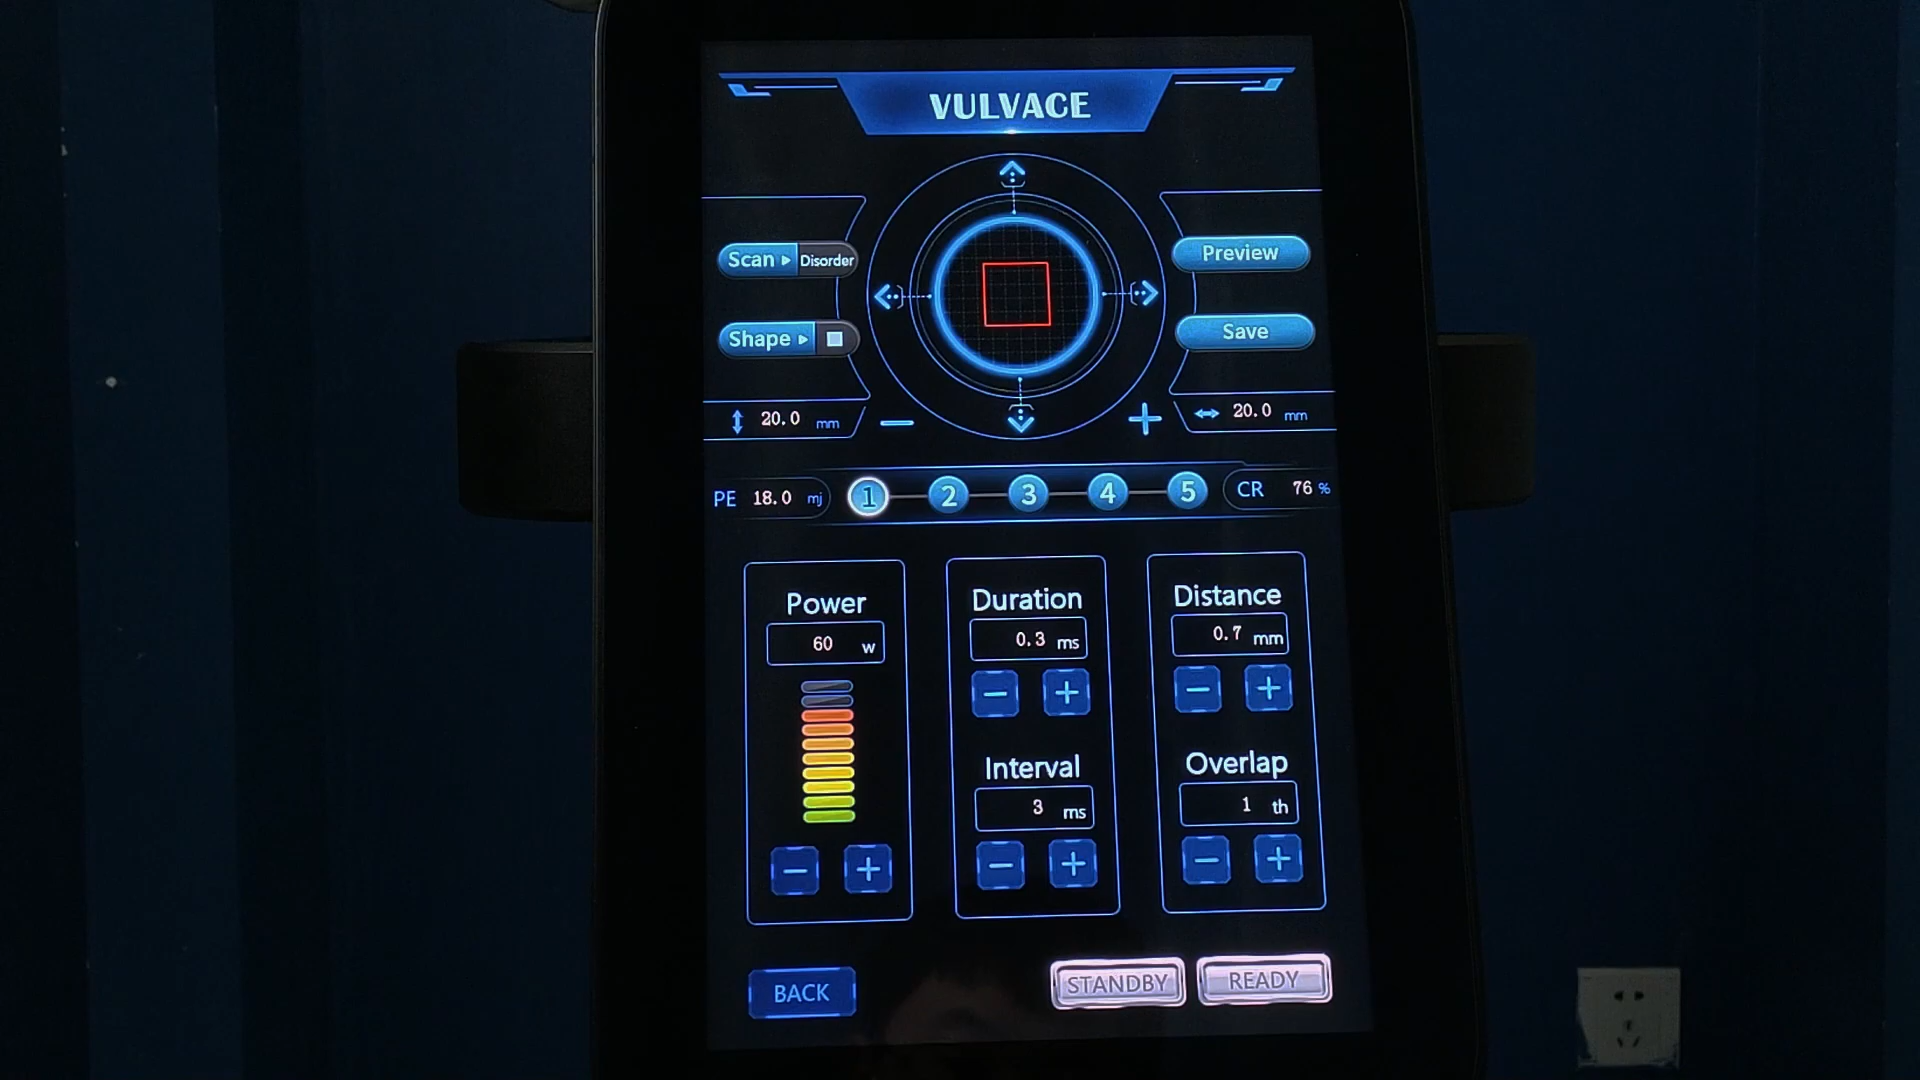 VULVACE
Scan Disorder
Preview
Shape
Save
20.0 mm
20.0 mm
PE 18.0 mj
1 2 3 4 5
CR 76 %
Power
60 w
Duration
0.3 ms
Distance
0.7 mm
Interval
3 ms
Overlap
1 th
BACK
STANDBY
READY